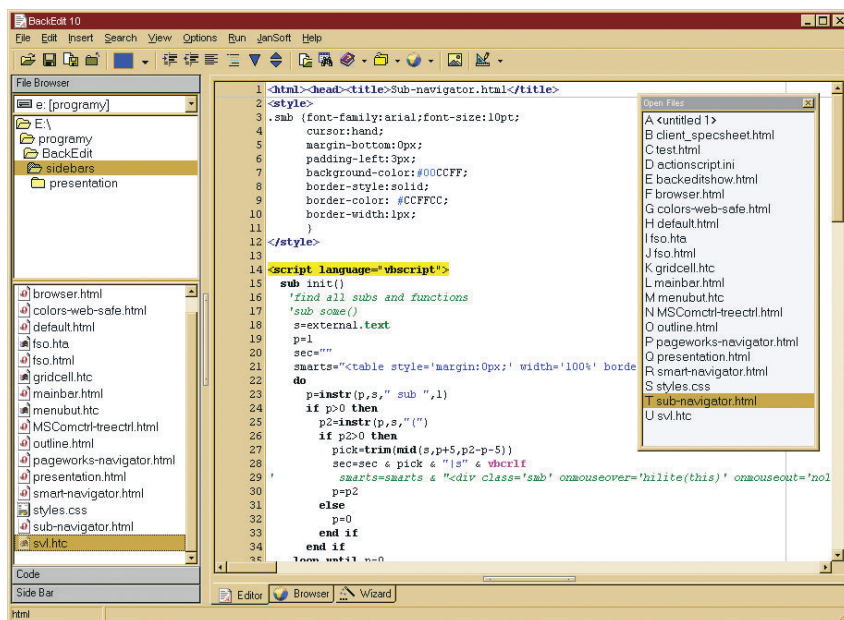 BackEdit 10
File Edit Insert Search View Options Run JanSoft Help
File Browser
e: [programy]
E:\
programy
BackEdit
sidebars
presentation
browser.html
colors-web-safe.html
default.html
fso.hta
fso.html
gridcell.htc
mainbar.html
menubut.htc
MSComctrl-treectrl.html
outline.html
pageworks-navigator.html
presentation.html
smart-navigator.html
styles.css
sub-navigator.html
svl.htc
Code
Side Bar
html
1 <html><head><title>Sub-navigator.html</title>
2 <style>
3 .smb {font-family:arial;font-size:10pt;
4 cursor:hand;
5 margin-bottom:0px;
6 padding-left:3px;
7 background-color:#00CCFF;
8 border-style:solid;
9 border-color: #CCFFCC;
10 border-width:1px;
11 }
12 </style>
13
14 <script language="vbscript">
15 sub init()
16 'find all subs and functions
17 'sub some()
18 s=external.text
19 p=1
20 sec=""
21 smarts="<table style='margin:0px;' width='100%' borde
22 do
23 p=instr(p,s," sub ",1)
24 if p>0 then
25 p2=instr(p,s,"(")
26 if p2>0 then
27 pick=trim(mid(s,p+5,p2-p-5))
28 sec=sec & pick & "|s" & vbcrlf
29 ' smarts=smarts & "<div class='smb' onmouseover='hilite(this)' onmouseout='nol
30 p=p2
31 else
32 p=0
33 end if
34 end if
35 loop until p=0
Open Files
A <untitled 1>
B client_specsheet.html
C test.html
D actionscript.ini
E backeditshow.html
F browser.html
G colors-web-safe.html
H default.html
I fso.hta
J fso.html
K gridcell.htc
L mainbar.html
M menubut.htc
N MSComctrl-treectrl.html
O outline.html
P pageworks-navigator.html
Q presentation.html
R smart-navigator.html
S styles.css
T sub-navigator.html
U svl.htc
Editor Browser Wizard